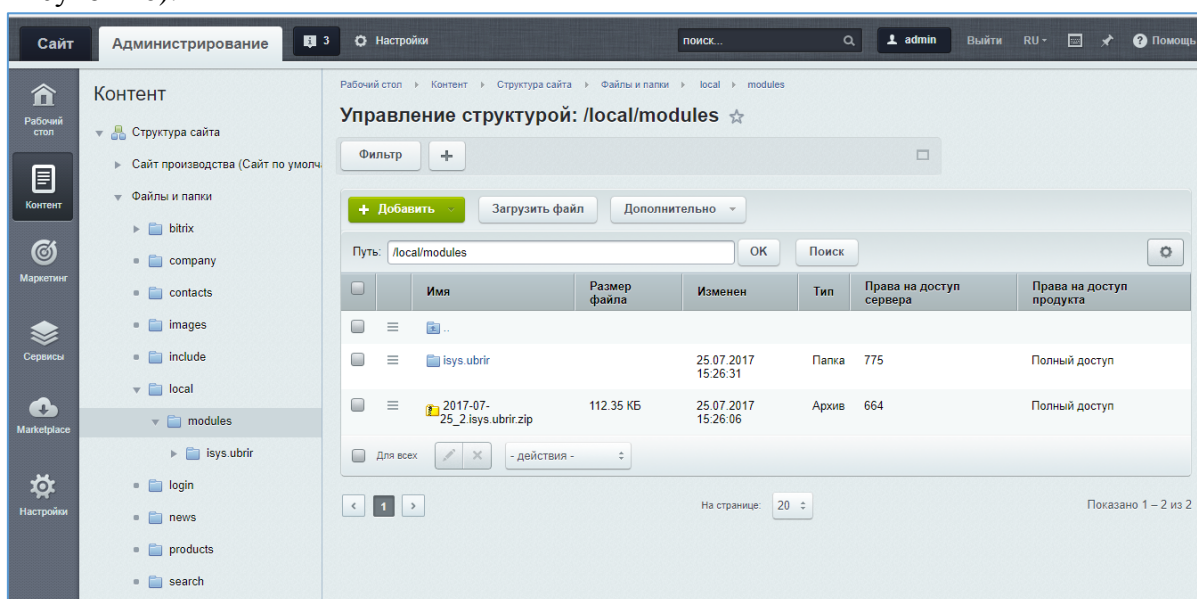 Сайт Администрирование 3 Настройки поиск... admin Выйти RU Помощь
Рабочий стол
Контент
Маркетинг
Сервисы
Marketplace
Настройки
Контент
Структура сайта
Сайт производства (Сайт по умолч
Файлы и папки
bitrix
company
contacts
images
include
local
modules
isys.ubrir
login
news
products
search
Рабочий стол Контент Структура сайта Файлы и папки local modules
Управление структурой: /local/modules
Фильтр +
+ Добавить Загрузить файл Дополнительно
Путь: /local/modules OK Поиск
Имя Размер файла Изменен Тип Права на доступ сервера Права на доступ продукта
..
isys.ubrir 25.07.2017 15:26:31 Папка 775 Полный доступ
2017-07-25_2.isys.ubrir.zip 112.35 КБ 25.07.2017 15:26:06 Архив 664 Полный доступ
Для всех - действия -
1 На странице: 20 Показано 1 – 2 из 2